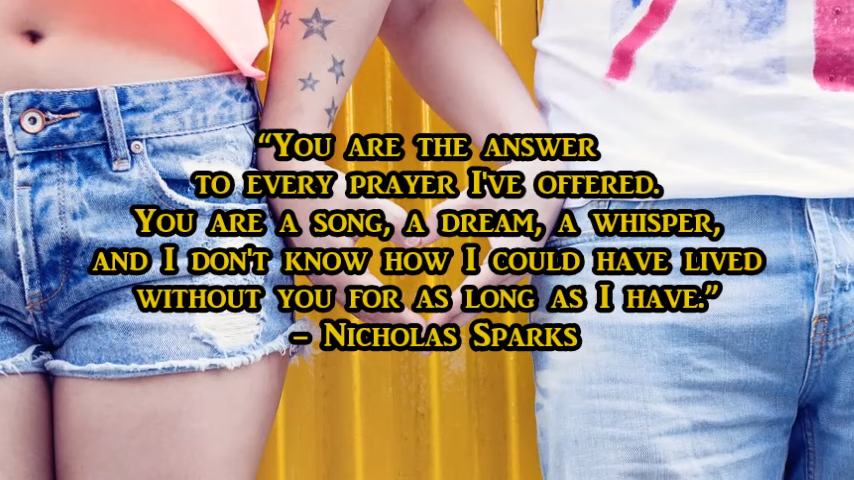 “You are the answer
to every prayer I've offered.
You are a song, a dream, a whisper,
and I don't know how I could have lived
without you for as long as I have.”
– Nicholas Sparks